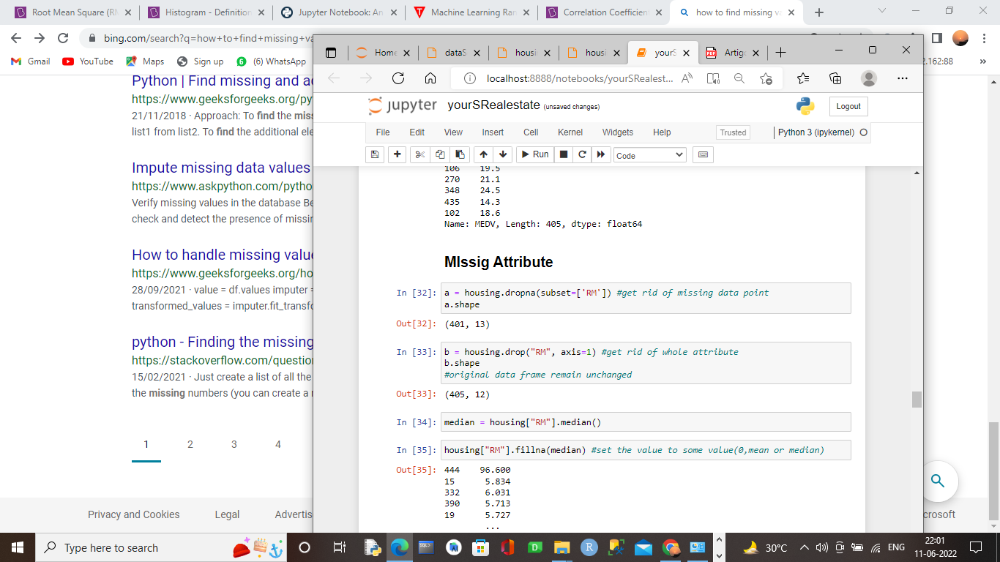 Root Mean Square (RM
Histogram - Definition
Jupyter Notebook: An
Machine Learning Ran
Correlation Coefficient
how to find missing va
bing.com/search?q=how+to+find+missing+va
Gmail
YouTube
Maps
Sign up
(6) WhatsApp
2.162:88
»
Python | Find missing and ad
https://www.geeksforgeeks.org/py
21/11/2018 · Approach: To find the miss
list1 from list2. To find the additional ele
Impute missing data values
https://www.askpython.com/pytho
Verify missing values in the database Be
check and detect the presence of missin
How to handle missing value
https://www.geeksforgeeks.org/ho
28/09/2021 · value = df.values imputer =
transformed_values = imputer.fit_transfo
python - Finding the missing
https://stackoverflow.com/question
15/02/2021 · Just create a list of all the
the missing numbers (you can create a r
1 2 3 4
Privacy and Cookies
Legal
Advertis
crosoft
Home
dataS
housi
housi
yourS
Artig
localhost:8888/notebooks/yourSRealest...
jupyter yourSRealestate (unsaved changes)
Logout
File Edit View Insert Cell Kernel Widgets Help
Trusted
Python 3 (ipykernel)
Run
Code
106 19.5
270 21.1
348 24.5
435 14.3
102 18.6
Name: MEDV, Length: 405, dtype: float64
MIssig Attribute
In [32]: a = housing.dropna(subset=['RM']) #get rid of missing data point
a.shape
Out[32]: (401, 13)
In [33]: b = housing.drop("RM", axis=1) #get rid of whole attribute
b.shape
#original data frame remain unchanged
Out[33]: (405, 12)
In [34]: median = housing["RM"].median()
In [35]: housing["RM"].fillna(median) #set the value to some value(0,mean or median)
Out[35]: 444 96.600
15 5.834
332 6.031
390 5.713
19 5.727
...
Type here to search
30°C
ENG
22:01
11-06-2022